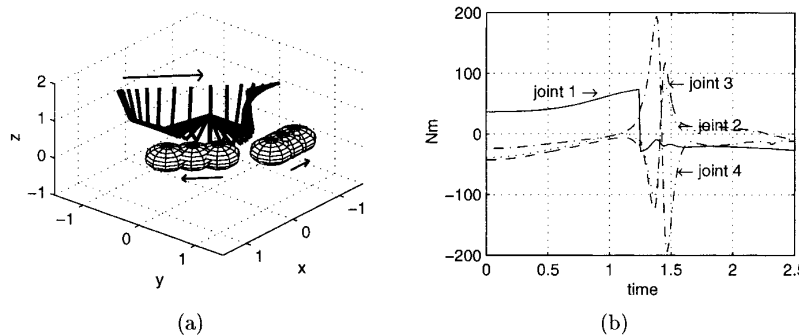 2
1
z
0
−1
−1
0
1
y
−1
0
1
x
(a)
200
100
0
−100
−200
Nm
joint 1 →
← joint 3
← joint 2
← joint 4
0
0.5
1
1.5
2
2.5
time
(b)